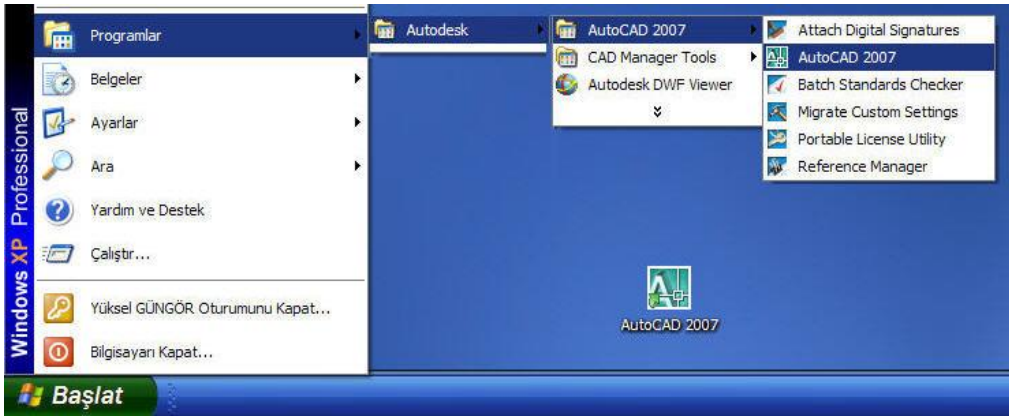 Windows XP Professional
Programlar
Belgeler
Ayarlar
Ara
Yardım ve Destek
Çalıştır...
Yüksel GÜNGÖR Oturumunu Kapat...
Bilgisayarı Kapat...
Autodesk
AutoCAD 2007
CAD Manager Tools
Autodesk DWF Viewer
Attach Digital Signatures
AutoCAD 2007
Batch Standards Checker
Migrate Custom Settings
Portable License Utility
Reference Manager
AutoCAD 2007
Başlat